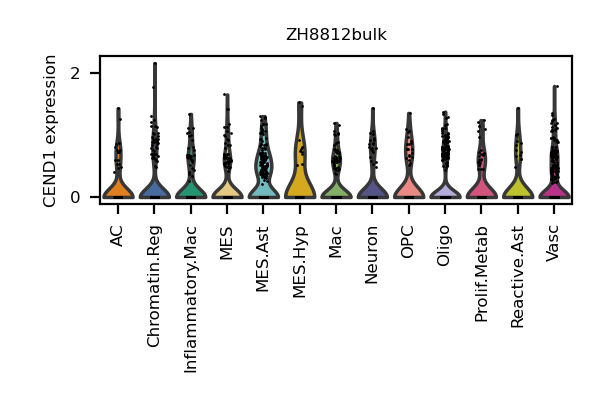 ZH8812bulk
CEND1 expression
2
0
AC
Chromatin.Reg
Inflammatory.Mac
MES
MES.Ast
MES.Hyp
Mac
Neuron
OPC
Oligo
Prolif.Metab
Reactive.Ast
Vasc